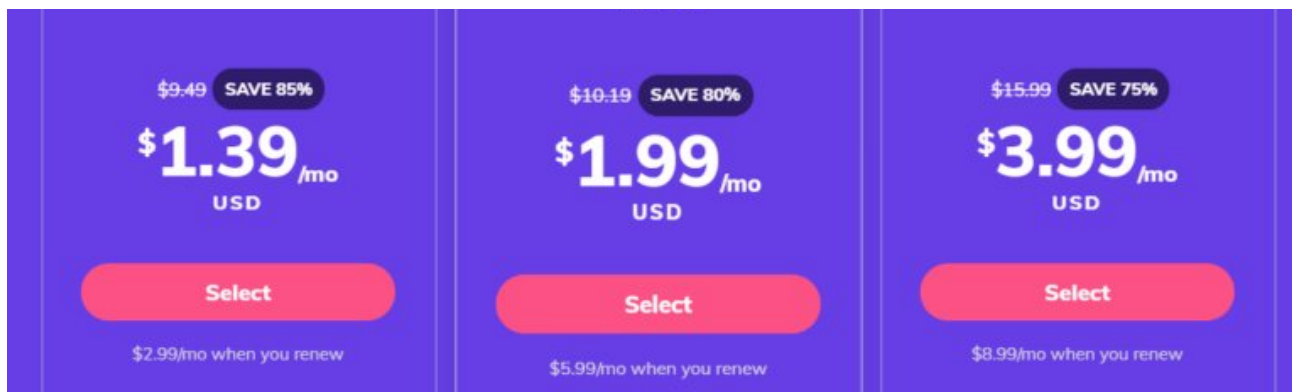 $9.49 SAVE 85%
$1.39/mo
USD
Select
$2.99/mo when you renew
$10.19 SAVE 80%
$1.99/mo
USD
Select
$5.99/mo when you renew
$15.99 SAVE 75%
$3.99/mo
USD
Select
$8.99/mo when you renew